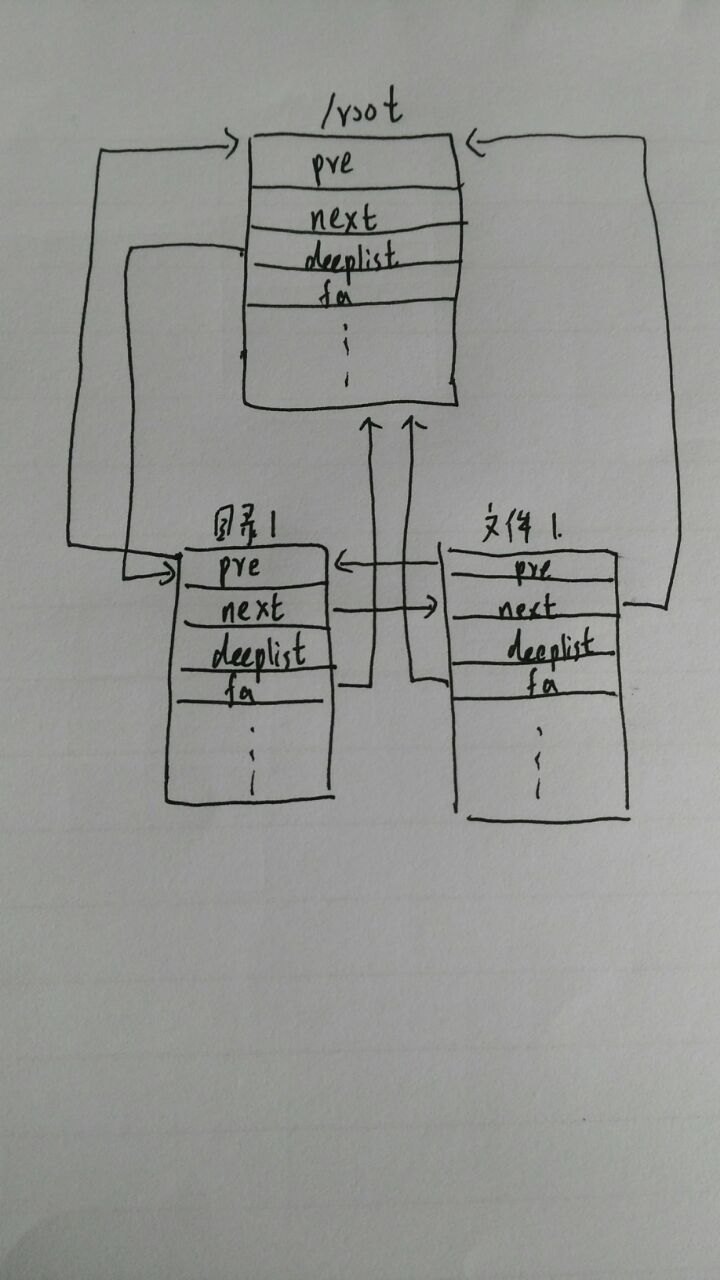 /root
pre
next
deeplist
fa
目录1
pre
next
deeplist
fa
文件1.
pre
next
deeplist
fa